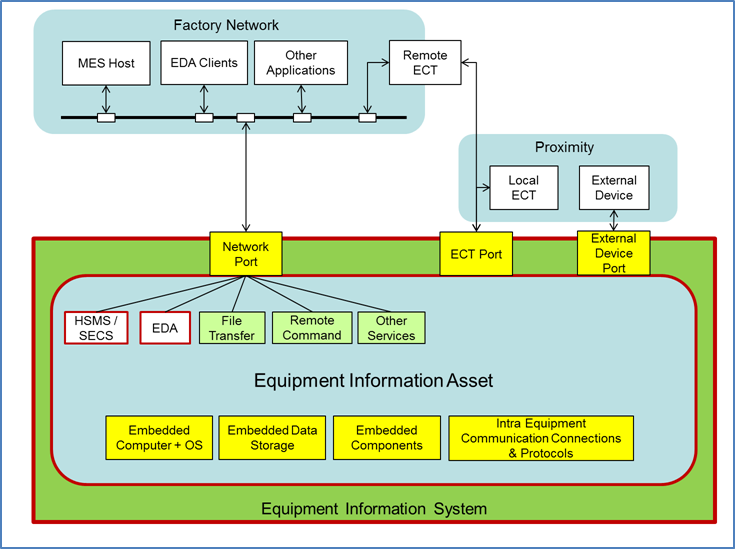 Factory Network
MES Host
EDA Clients
Other
Applications
Remote
ECT
Proximity
Local
ECT
External
Device
Network
Port
ECT Port
External
Device
Port
HSMS /
SECS
EDA
File
Transfer
Remote
Command
Other
Services
Equipment Information Asset
Embedded
Computer + OS
Embedded Data
Storage
Embedded
Components
Intra Equipment
Communication Connections
& Protocols
Equipment Information System